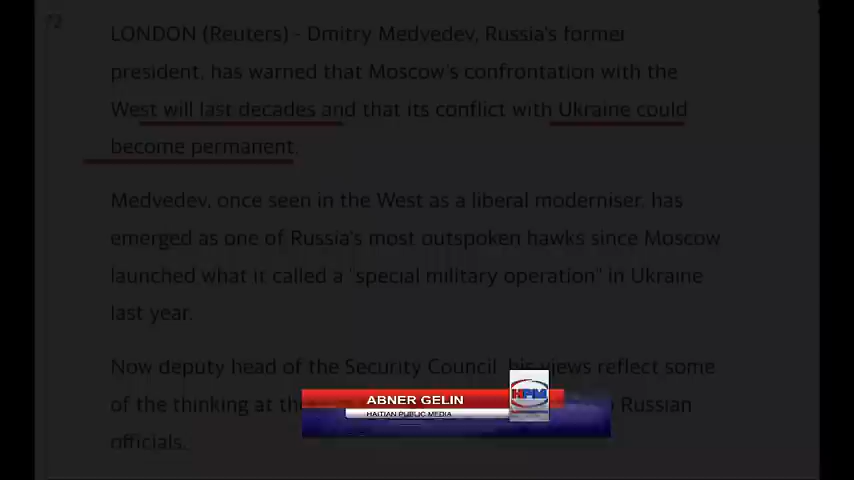 LONDON (Reuters) - Dmitry Medvedev, Russia's former
president, has warned that Moscow's confrontation with the
West will last decades and that its conflict with Ukraine could
become permanent.
Medvedev, once seen in the West as a liberal moderniser, has
emerged as one of Russia's most outspoken hawks since Moscow
launched what it called a "special military operation" in Ukraine
last year.
Now deputy head of the Security Council, his views reflect some
of the thinking at Russian
officials.
ABNER GELIN
HAITIAN PUBLIC MEDIA
HPM